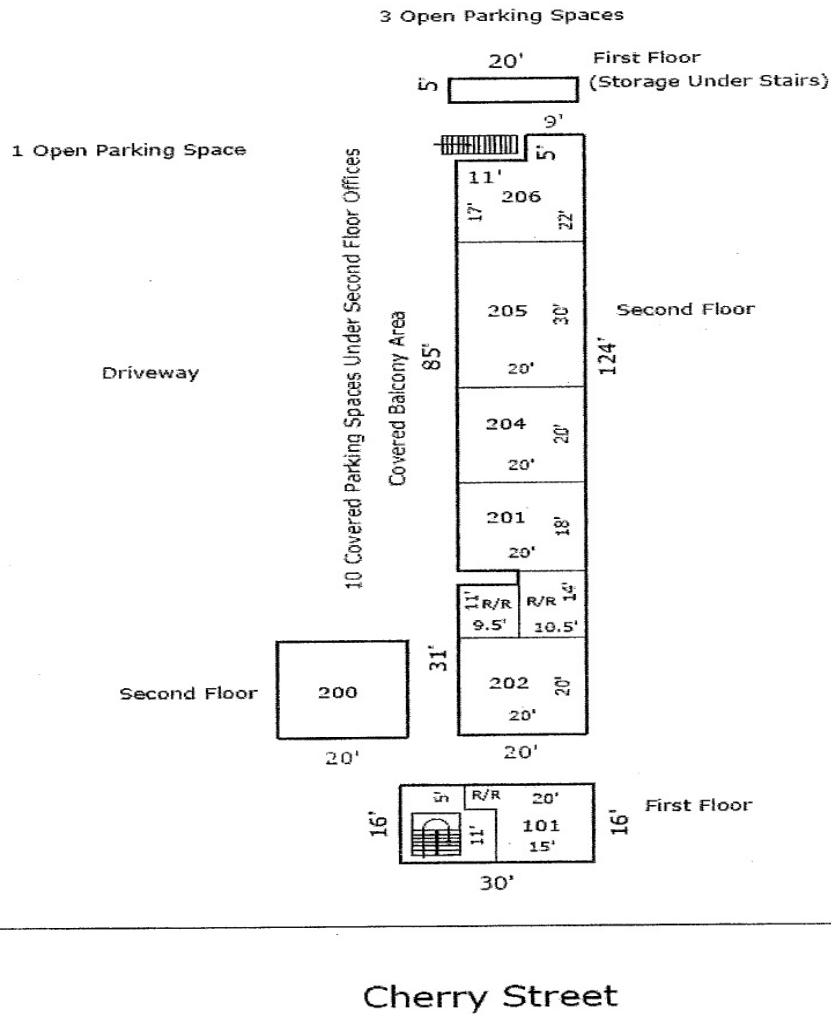 3 Open Parking Spaces
20'
First Floor
(Storage Under Stairs)
5'
9'
1 Open Parking Space
5'
11'
206
17'
22'
10 Covered Parking Spaces Under Second Floor Offices
Covered Balcony Area
205
30'
Second Floor
85'
124'
Driveway
20'
204
20'
20'
201
18'
20'
11'
R/R
R/R
14'
9.5'
10.5'
31'
Second Floor
200
202
20'
20'
20'
20'
5'
R/R
20'
First Floor
16'
11'
101
16'
15'
30'
Cherry Street